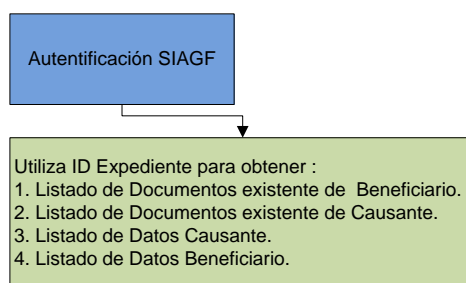 Autentificación SIAGF
Utiliza ID Expediente para obtener :
1. Listado de Documentos existente de  Beneficiario.
2. Listado de Documentos existente de Causante.
3. Listado de Datos Causante.
4. Listado de Datos Beneficiario.